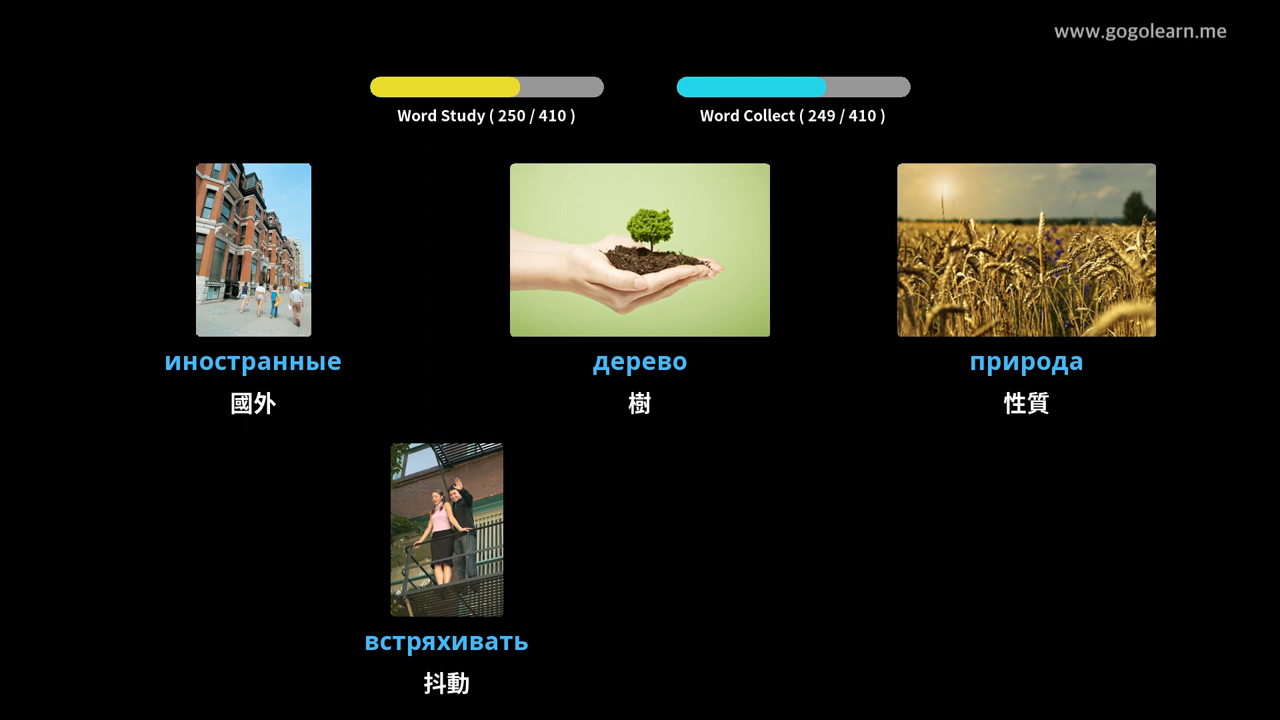 www.gogolearn.me
Word Study ( 250 / 410 )
Word Collect ( 249 / 410 )
иностранные
國外
дерево
樹
природа
性質
встряхивать
抖動